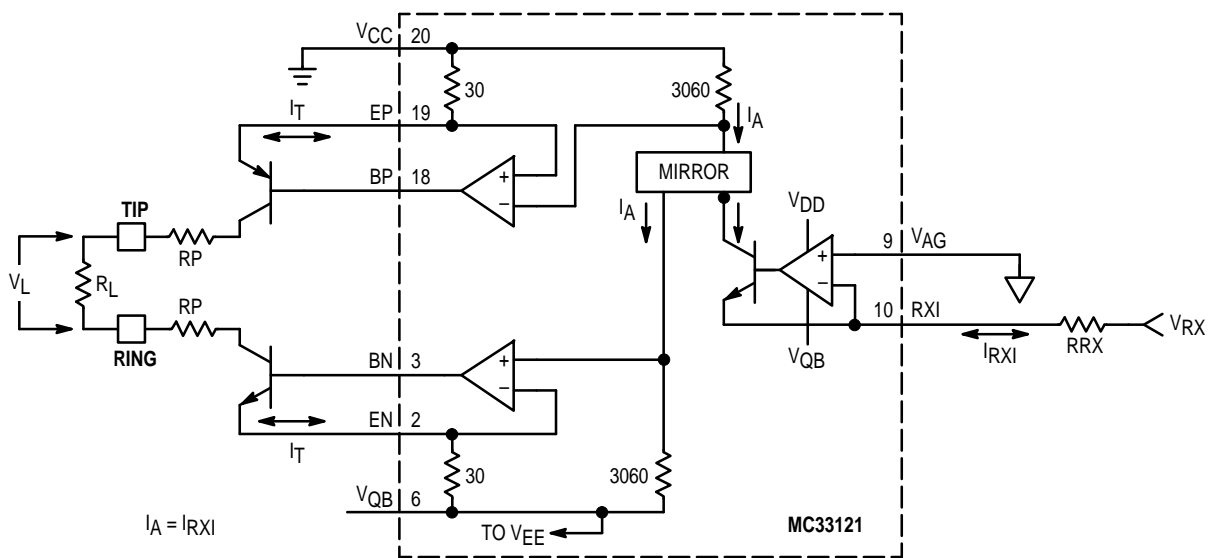 VCC 20
30
3060
IT
EP 19
IA
MIRROR
BP 18
+
−
TIP
IA
VDD
RP
+
−
9 VAG
VL
RL
RP
10 RXI
VRX
RING
VQB
IRXI
RRX
BN 3
+
−
EN 2
IT
30
3060
VQB 6
IA = IRXI
TO VEE
MC33121